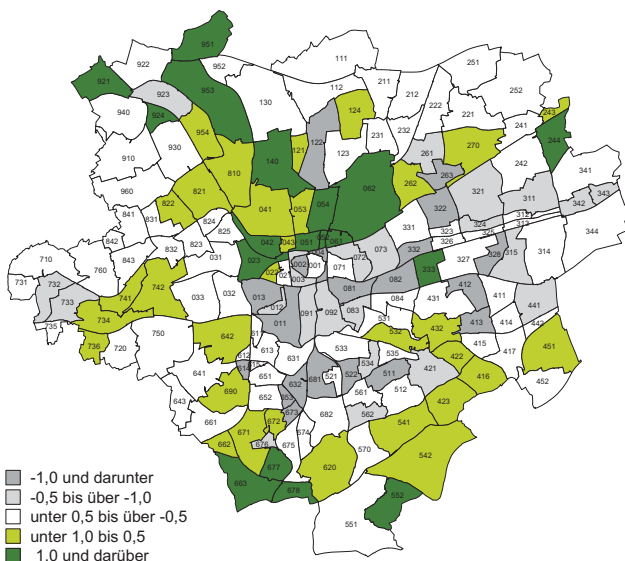 951
922 952 111 251
921 923 953 211 252
112 212
940 924 130 124 222 221 243
954 121 122 231 232 241 244
910 930 140 123 261 270 242
810 263 341
960 821 062 262 321 311 343
822 041 053 054 322 342
841 831 824 331 324 312
825 042 043 051 323 313 344
842 832 823 073 332 326 325
710 843 031 023 072 327 328 315 314
760 022 002 001 071 333
731 732 742 003 081 082 412
733 741 033 032 013 012 084 431 411 441
734 011 091 092 083 531 413 414 442
735 736 720 750 642 532 432 415 417 451
613 533 422
612 631 534 535 421 452
641 614 651 521 522 511 416
690 632 681 561 512 423
643 652 653
661 671 672 673 682 562 541
662 676 675 674 570 542
677 620
663 678 552
551
-1,0 und darunter
-0,5 bis über -1,0
unter 0,5 bis über -0,5
unter 1,0 bis 0,5
1,0 und darüber